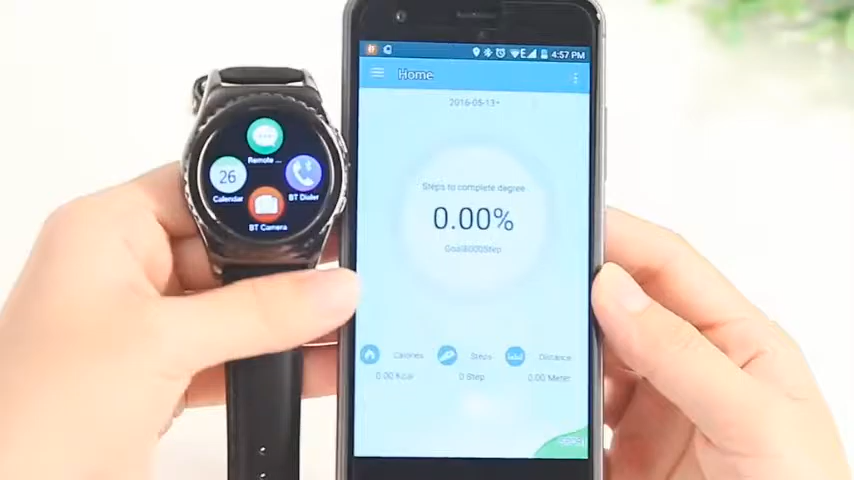 4:57 PM
Home
2016-05-13
Remote ...
26
Calendar
BT Dialer
BT Camera
Steps to complete degree
0.00%
Goal8000Step
Calories
Steps
Distance
0.00 Kcal
0 Step
0.00 Meter